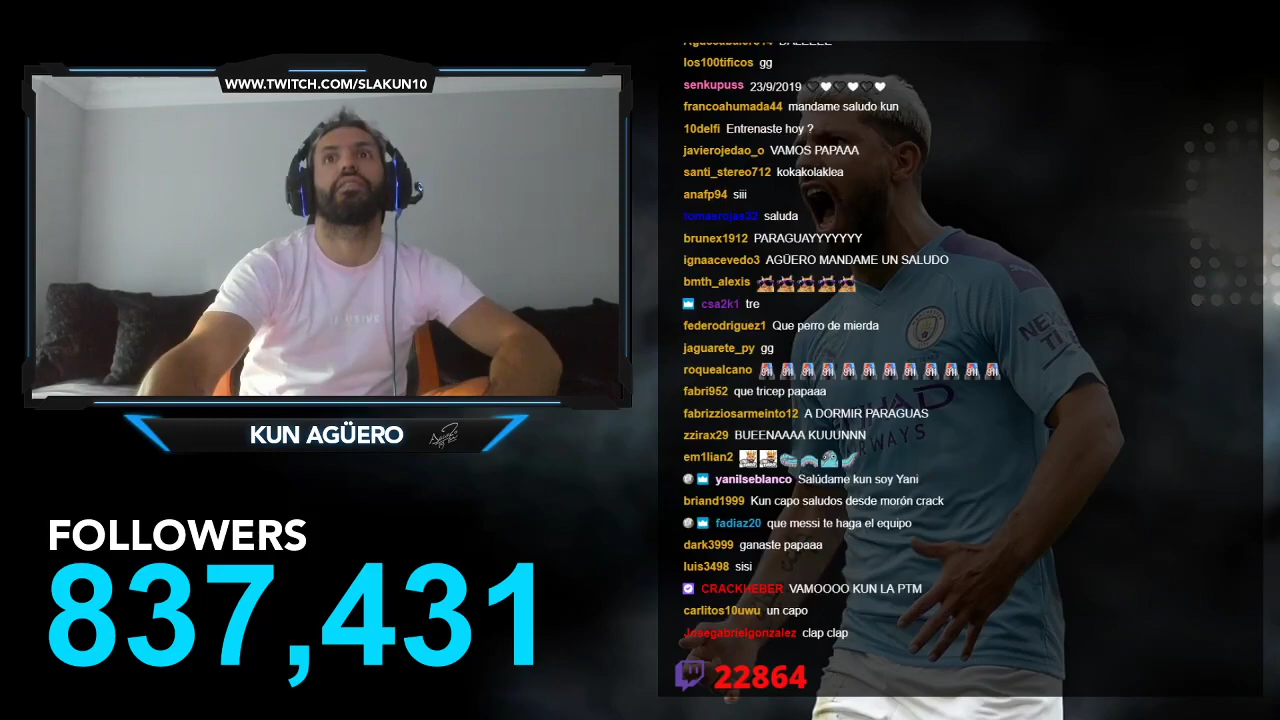 WWW.TWITCH.COM/SLAKUN10
KUN AGÜERO
FOLLOWERS
837,431
los100tificos gg
senkupuss 23/9/2019
francoahumada44 mandame saludo kun
10delfi Entrenaste hoy ?
javierojedao_o VAMOS PAPAAA
santi_stereo712 kokakolaklea
anafp94 siii
tomaerojas32 saluda
brunex1912 PARAGUAYYYYYYY
ignaacevedo3 AGÜERO MANDAME UN SALUDO
bmth_alexis
csa2k1 tre
federodriguez1 Que perro de mierda
jaguarete_py gg
roquealcano
fabri952 que tricep papaaa
fabrizziosarmeinto12 A DORMIR PARAGUAS
zzirax29 BUEENAAAA KUUUNNN
em1lian2
yanilseblanco Salúdame kun soy Yani
briand1999 Kun capo saludos desde morón crack
fadiaz20 que messi te haga el equipo
dark3999 ganaste papaaa
luis3498 sisi
CRACKHEBER VAMOOOO KUN LA PTM
carlitos10uwu un capo
Josegabrielgonzalez clap clap
22864